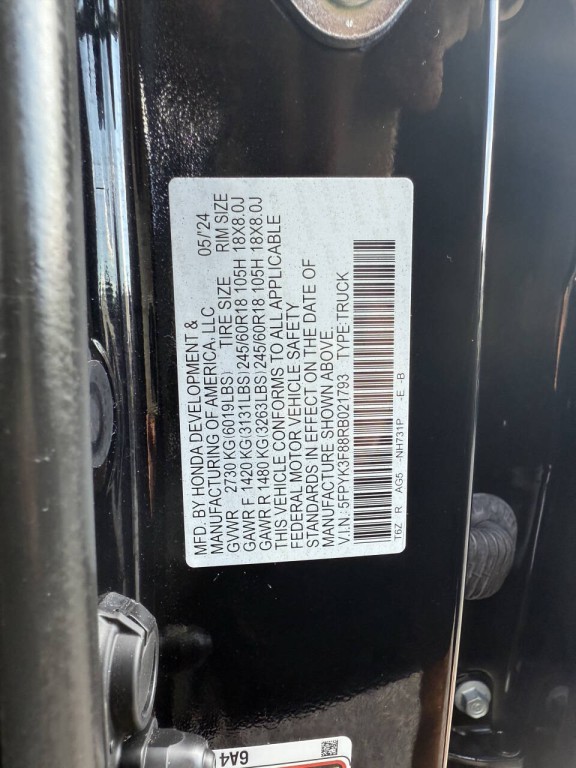 MFD. BY HONDA DEVELOPMENT &
MANUFACTURING OF AMERICA, LLC 05/'24
GVWR 2730 KG(6019LBS) TIRE SIZE RIM SIZE
GAWR F 1420 KG(3131LBS)245/60R18 105H 18X8.0J
GAWR R 1480 KG(3263LBS)245/60R18 105H 18X8.0J
THIS VEHICLE CONFORMS TO ALL APPLICABLE
FEDERAL MOTOR VEHICLE SAFETY
STANDARDS IN EFFECT ON THE DATE OF
MANUFACTURE SHOWN ABOVE.
V.I.N.: 5FPYK3F88RB021793 TYPE:TRUCK
T6Z R AG5 -NH731P -E -B
6A4